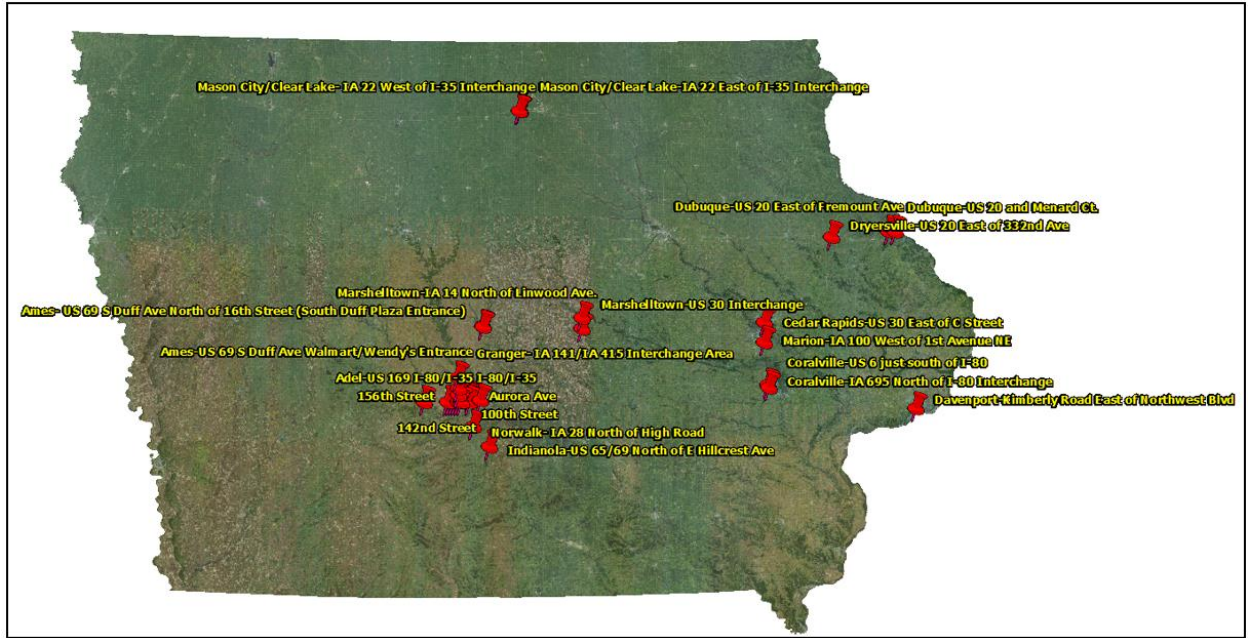 Mason City/Clear Lake- IA 22 West of I-35 Interchange Mason City/Clear Lake-IA 22 East of I-35 Interchange
Dubuque-US 20 East of Fremount Ave Dubuque-US 20 and Menard Ct.
Dryersville-US 20 East of 332nd Ave
Marshelltown-IA 14 North of Linwood Ave.
Marshelltown-US 30 Interchange
Ames- US 69 S Duff Ave North of 16th Street (South Duff Plaza Entrance)
Cedar Rapids-US 30 East of C Street
Marion-IA 100 West of 1st Avenue NE
Ames-US 69 S Duff Ave Walmart/Wendy's Entrance Granger- IA 141/IA 415 Interchange Area
Coralville-US 6 just south of I-80
Adel-US 169 I-80/I-35 I-80/I-35
Coralville-IA 695 North of I-80 Interchange
156th Street Aurora Ave
Davenport-Kimberly Road East of Northwest Blvd
100th Street
142nd Street Norwalk- IA 28 North of High Road
Indianola-US 65/69 North of E Hillcrest Ave